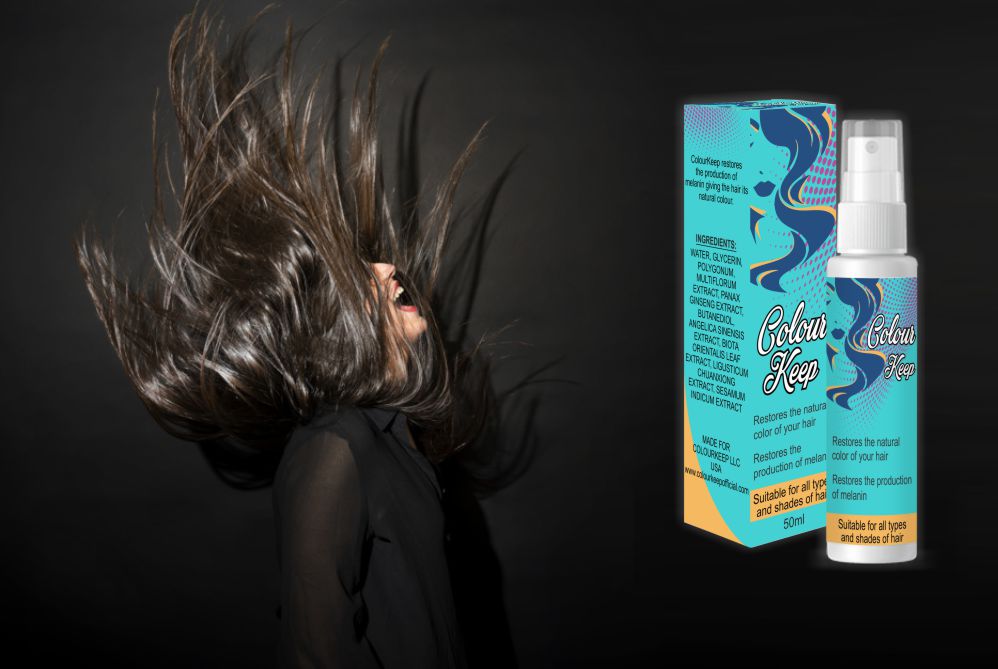 ColourKeep restores
the production of
melanin giving the hair its
natural colour.
INGREDIENTS:
WATER, GLYCERIN,
POLYGONUM,
MULTIFLORUM
EXTRACT, PANAX
GINSENG EXTRACT,
BUTANEDIOL,
ANGELICA SINENSIS
EXTRACT, BIOTA
ORIENTALIS LEAF
EXTRACT, LIGUSTICUM
CHUANXIONG
EXTRACT, SESAMUM
INDICUM EXTRACT
MADE FOR
COLOURKEEP LLC
USA
www.colourkeepofficial.com
Colour
Keep
Restores the natura
color of your hair
Restores the
production of melan
Suitable for all type
and shades of hai
50ml
Colour
Keep
Restores the natural
color of your hair
Restores the production
of melanin
Suitable for all types
and shades of hair